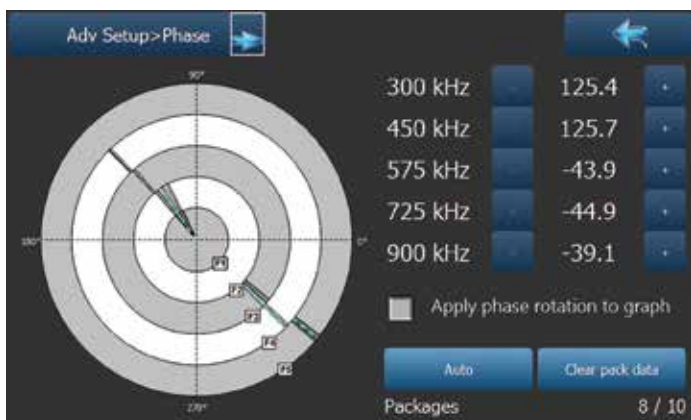 Adv Setup>Phase
90°
180°
0°
270°
F1
F2
F3
F4
F5
300 kHz 125.4 +
450 kHz 125.7 +
575 kHz -43.9 +
725 kHz -44.9 +
900 kHz -39.1 +
Apply phase rotation to graph
Auto
Clear pack data
Packages 8 / 10